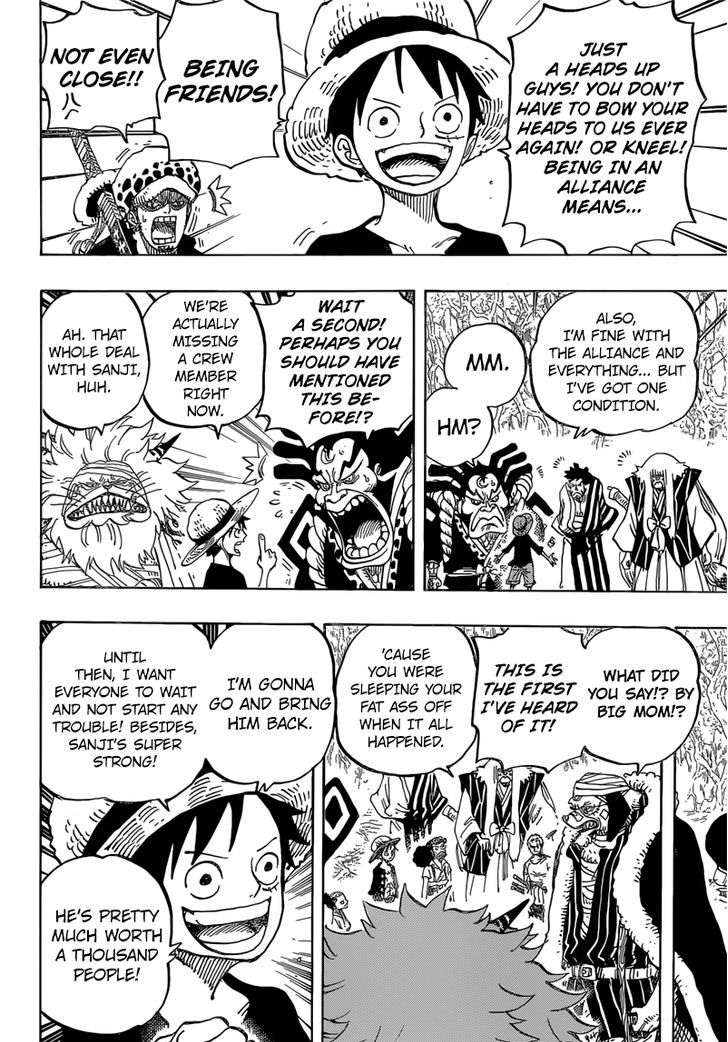 JUST
A HEADS UP
GUYS! YOU DON'T
HAVE TO BOW YOUR
HEADS TO US EVER
AGAIN! OR KNEEL!
BEING IN AN
ALLIANCE
MEANS...
BEING
FRIENDS!
NOT EVEN
CLOSE!!
ALSO,
I'M FINE WITH
THE ALLIANCE AND
EVERYTHING... BUT
I'VE GOT ONE
CONDITION.
MM.
HM?
WAIT
A SECOND!
PERHAPS YOU
SHOULD HAVE
MENTIONED
THIS BE-
FORE!?
WE'RE
ACTUALLY
MISSING
A CREW
MEMBER
RIGHT
NOW.
AH. THAT
WHOLE DEAL
WITH SANJI,
HUH.
WHAT DID
YOU SAY!? BY
BIG MOM!?
THIS IS
THE FIRST
I'VE HEARD
OF IT!
'CAUSE
YOU WERE
SLEEPING YOUR
FAT ASS OFF
WHEN IT ALL
HAPPENED.
I'M GONNA
GO AND BRING
HIM BACK.
UNTIL
THEN, I WANT
EVERYONE TO WAIT
AND NOT START ANY
TROUBLE! BESIDES,
SANJI'S SUPER
STRONG!
HE'S PRETTY
MUCH WORTH
A THOUSAND
PEOPLE!